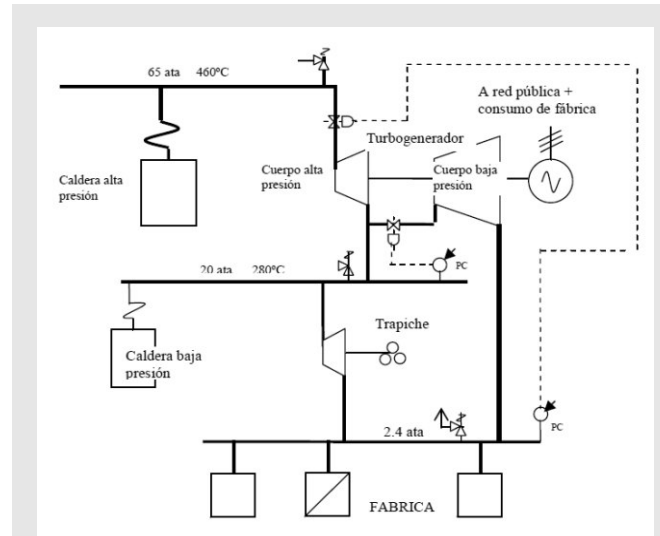 65 ata 460ºC
A red pública +
consumo de fábrica
Turbogenerador
Caldera alta
presión
Cuerpo alta
presión
Cuerpo baja
presión
PC
20 ata 280ºC
Trapiche
Caldera baja
presión
2.4 ata
PC
FABRICA